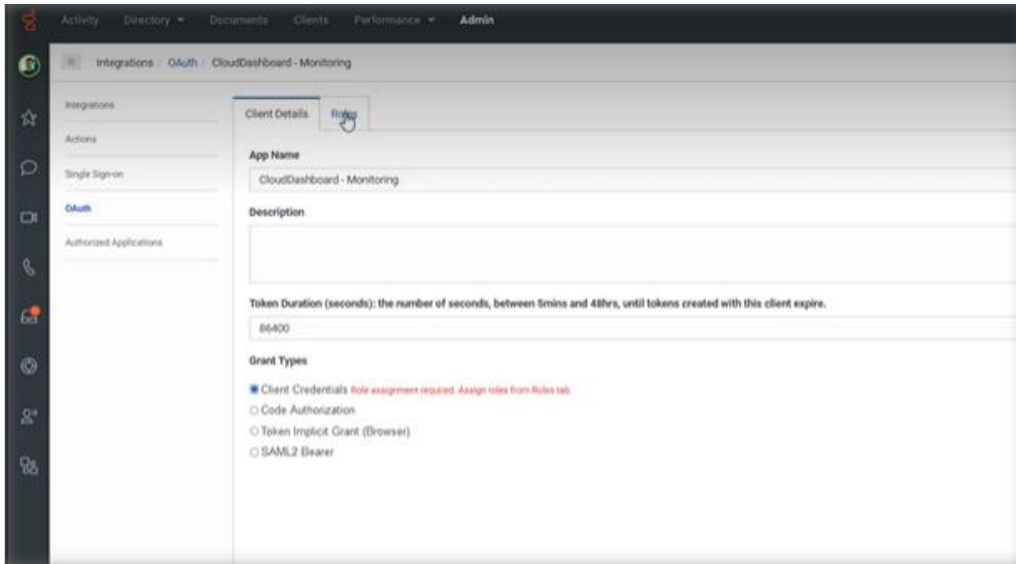 Activity Directory Documents Clients Performance Admin
Integrations / OAuth / CloudDashboard - Monitoring
Integrations
Actions
Single Sign-on
OAuth
Authorized Applications
Client Details Roles
App Name
CloudDashboard - Monitoring
Description
Token Duration (seconds): the number of seconds, between 5mins and 48hrs, until tokens created with this client expire.
86400
Grant Types
Client Credentials Role assignment required. Assign roles from Roles tab.
Code Authorization
Token Implicit Grant (Browser)
SAML2 Bearer